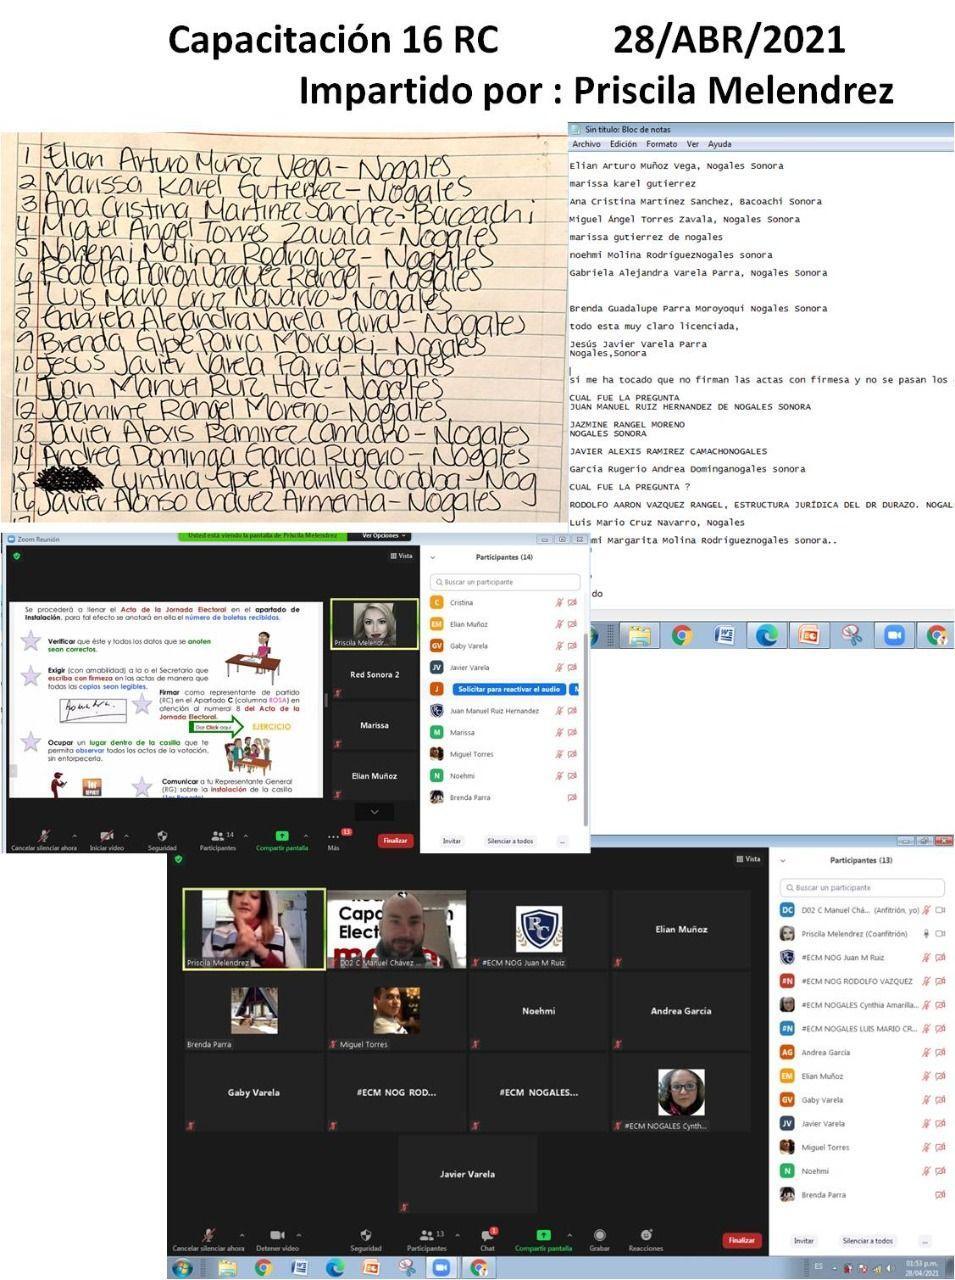 Capacitación 16 RC 28/ABR/2021
Impartido por : Priscila Melendrez
1 Elian Arturo Muñoz Vega - Nogales
2 Marissa Karel Gutierrez - Nogales
3 Ana Cristina Martinez Sanchez - Bacoachi
4 Miguel Angel Torres Zavala - Nogales
5 Nohemi Molina Rodriguez - Nogales
6 Rodolfo Aaron Vazquez Rangel - Nogales
7 Luis Mario Cruz Navarro - Nogales
8 Gabriela Alejandra Varela Parra - Nogales
9 Brenda Glpe Parra - Nogales
10 Jesus Javier Varela Parra - Nogales
11 Juan Manuel Ruiz - Nogales
12 Jazmine Rangel Moreno - Nogales
13 Javier Alexis Ramirez Camacho - Nogales
14 Andrea Dominga Garcia Rugerio - Nogales
15 Cynthia Gpe Amarillas Cordoba - Nog
16 Javier Alonso Chavez Armenta - Nogales
Sin título: Bloc de notas
Archivo Edición Formato Ver Ayuda
Elian Arturo Muñoz Vega, Nogales Sonora
marissa karel gutierrez
Ana Cristina Martínez Sanchez, Bacoachi Sonora
Miguel Ángel Torres Zavala, Nogales Sonora
marissa gutierrez de nogales
noehmi Molina RodríguezNogales sonora
Gabriela Alejandra Varela Parra, Nogales Sonora
Brenda Guadalupe Parra Moroyoqui Nogales Sonora
todo esta muy claro licenciada,
Jesús Javier Varela Parra
Nogales,Sonora
si me ha tocado que no firman las actas con firmesa y no se pasan los
CUAL FUE LA PREGUNTA
JUAN MANUEL RUIZ HERNANDEZ DE NOGALES SONORA
JAZMINE RANGEL MORENO
NOGALES SONORA
JAVIER ALEXIS RAMIREZ CAMACHONOGALES
Garcia Rugerio Andrea Dominganogales sonora
CUAL FUE LA PREGUNTA ?
RODOLFO AARON VAZQUEZ RANGEL, ESTRUCTURA JURÍDICA DEL DR DURAZO. NOGAL
Luis Mario Cruz Navarro, Nogales
mi Margarita Molina Rodrigueznogales sonora..
do
Zoom Reunión
Usted está viendo la pantalla de Priscila Melendrez Ver Opciones
Vista
Se procederá a llenar el Acta de la Jornada Electoral en el apartado de
Instalación, para tal efecto se anotará en ella el número de boletas recibidas.
Verificar que éste y todos los datos que se anoten
sean correctos.
Exigir (con amabilidad) a la o el Secretario que
escriba con firmeza en las actas de manera que
todas las copias sean legibles.
Firmar como representante de partido
(RC) en el Apartado C (columna ROSA) en
atención al numeral 8 del Acta de la
Jornada Electoral.
Dar Click aquí EJERCICIO
Ocupar un lugar dentro de la casilla que te
permita observar todos los actos de la votación,
sin entorpecerla.
Comunicar a tu Representante General
(RG) sobre la instalación de la casilla
Priscila Melendr...
Red Sonora 2
Marissa
Elian Muñoz
Participantes (14)
Buscar un participante
Cristina
EM Elian Muñoz
GV Gaby Varela
JV Javier Varela
J Solicitar para reactivar el audio
Juan Manuel Ruiz Hernandez
M Marissa
Miguel Torres
N Noehmi
Brenda Parra
Invitar Silenciar a todos ...
Cancelar silenciar ahora Iniciar video Seguridad Participantes 14 Compartir pantalla Más Finalizar
Vista
Priscila Melendrez
Electo
D02 C Manuel Chávez ...
RC
#ECM NOG Juan M Ruiz
Elian Muñoz
Brenda Parra
Miguel Torres
Noehmi
Andrea García
Gaby Varela
#ECM NOG ROD...
#ECM NOGALES...
#ECM NOGALES Cynth...
Javier Varela
Participantes (13)
Buscar un participante
DC D02 C Manuel Chá... (Anfitrión, yo)
Priscila Melendrez (Coanfitrión)
#ECM NOG Juan M Ruiz
#N #ECM NOG RODOLFO VAZQUEZ
#ECM NOGALES Cynthia Amarilla...
#N #ECM NOGALES LUIS MARIO CR...
AG Andrea García
EM Elian Muñoz
GV Gaby Varela
JV Javier Varela
Miguel Torres
N Noehmi
Brenda Parra
Invitar Silenciar a todos ...
Cancelar silenciar ahora Detener video Seguridad Participantes 13 Chat 1 Compartir pantalla Grabar Reacciones Finalizar
ES 01:53 p.m.
28/04/2021